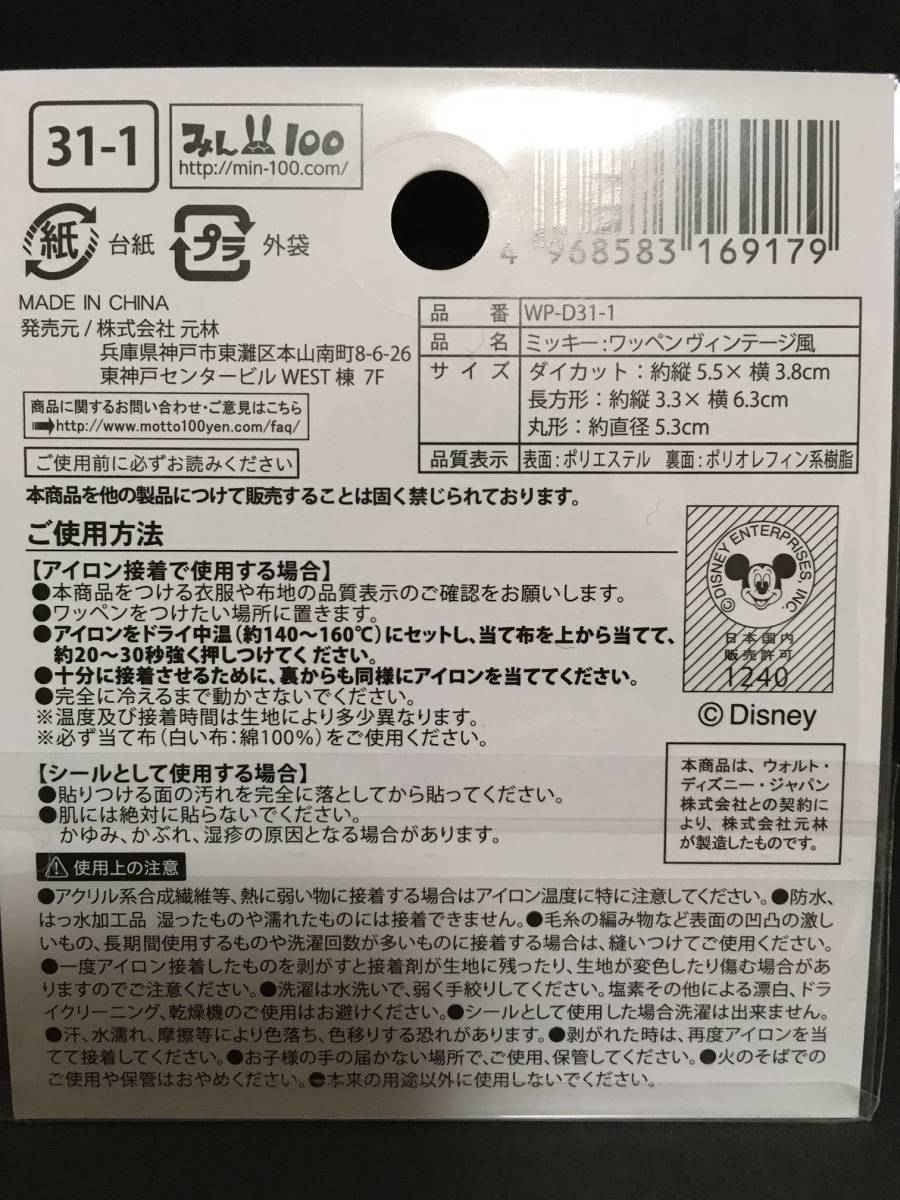 31-1
みん100
http://min-100.com/
紙 台紙 プラ 外袋
4 968583 169179
MADE IN CHINA
発売元 / 株式会社 元林
兵庫県神戸市東灘区本山南町8-6-26
東神戸センタービル WEST 棟 7F
商品に関するお問い合わせ・ご意見はこちら
➡http://www.motto100yen.com/faq/
ご使用前に必ずお読みください
品番 WP-D31-1
品名 ミッキー：ワッペンヴィンテージ風
サイズ ダイカット：約縦 5.5× 横 3.8cm
長方形：約縦 3.3× 横 6.3cm
丸形：約直径 5.3cm
品質表示 表面：ポリエステル 裏面：ポリオレフィン系樹脂
本商品を他の製品につけて販売することは固く禁じられております。
ご使用方法
【アイロン接着で使用する場合】
●本商品をつける衣服や布地の品質表示のご確認をお願いします。
●ワッペンをつけたい場所に置きます。
●アイロンをドライ中温（約140〜160℃）にセットし、当て布を上から当てて、
約20〜30秒強く押しつけてください。
●十分に接着させるために、裏からも同様にアイロンを当ててください。
●完全に冷えるまで動かさないでください。
※温度及び接着時間は生地により多少異なります。
※必ず当て布（白い布：綿100%）をご使用ください。
© DISNEY ENTERPRISES, INC.
日本国内
販売許可
1240
© Disney
【シールとして使用する場合】
●貼りつける面の汚れを完全に落としてから貼ってください。
●肌には絶対に貼らないでください。
かゆみ、かぶれ、湿疹の原因となる場合があります。
本商品は、ウォルト・
ディズニー・ジャパン
株式会社との契約に
より、株式会社元林
が製造したものです。
⚠ 使用上の注意
●アクリル系合成繊維等、熱に弱い物に接着する場合はアイロン温度に特に注意してください。●防水、
はっ水加工品 湿ったものや濡れたものには接着できません。●毛糸の編み物など表面の凹凸の激し
いもの、長期間使用するものや洗濯回数が多いものに接着する場合は、縫いつけてご使用ください。
●一度アイロン接着したものを剥がすと接着剤が生地に残ったり、生地が変色したり傷む場合があ
りますのでご注意ください。●洗濯は水洗いで、弱く手絞りしてください。塩素その他による漂白、ドラ
イクリーニング、乾燥機のご使用はお避けください。●シールとして使用した場合洗濯は出来ません。
●汗、水濡れ、摩擦等により色落ち、色移りする恐れがあります。●剥がれた時は、再度アイロンを当
てて接着してください。●お子様の手の届かない場所で、ご使用、保管してください。●火のそばでの
ご使用や保管はおやめください。●本来の用途以外に使用しないでください。